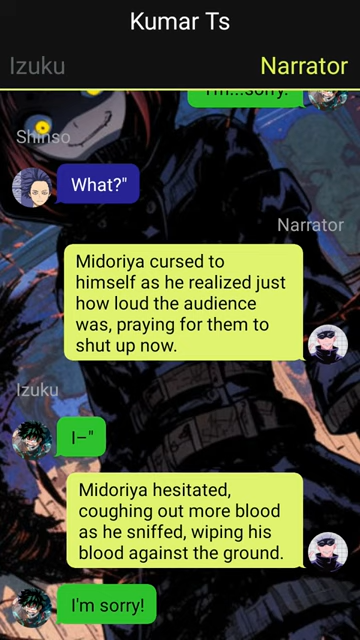 Kumar Ts
Izuku
Narrator
I'm...sorry.
Shinso
What?"
Narrator
Midoriya cursed to
himself as he realized just
how loud the audience
was, praying for them to
shut up now.
Izuku
I–"
Midoriya hesitated,
coughing out more blood
as he sniffed, wiping his
blood against the ground.
I'm sorry!